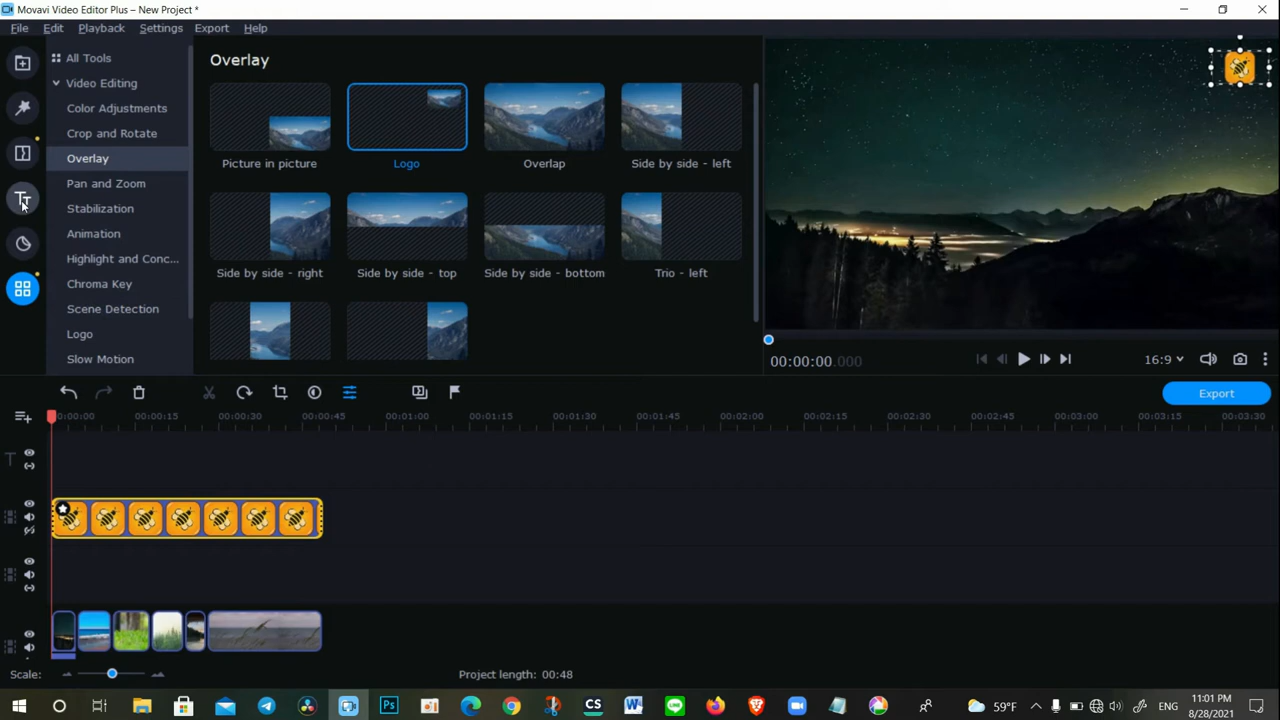 Movavi Video Editor Plus – New Project *
File Edit Playback Settings Export Help
All Tools
Video Editing
Color Adjustments
Crop and Rotate
Overlay
Pan and Zoom
Stabilization
Animation
Highlight and Conc...
Chroma Key
Scene Detection
Logo
Slow Motion
Overlay
Picture in picture Logo Overlap Side by side - left
Side by side - right Side by side - top Side by side - bottom Trio - left
00:00:00.000
16:9
Export
00:00:00 00:00:15 00:00:30 00:00:45 00:01:00 00:01:15 00:01:30 00:01:45 00:02:00 00:02:15 00:02:30 00:02:45 00:03:00 00:03:15 00:03:30
Scale:
Project length: 00:48
59°F
ENG
11:01 PM
8/28/2021